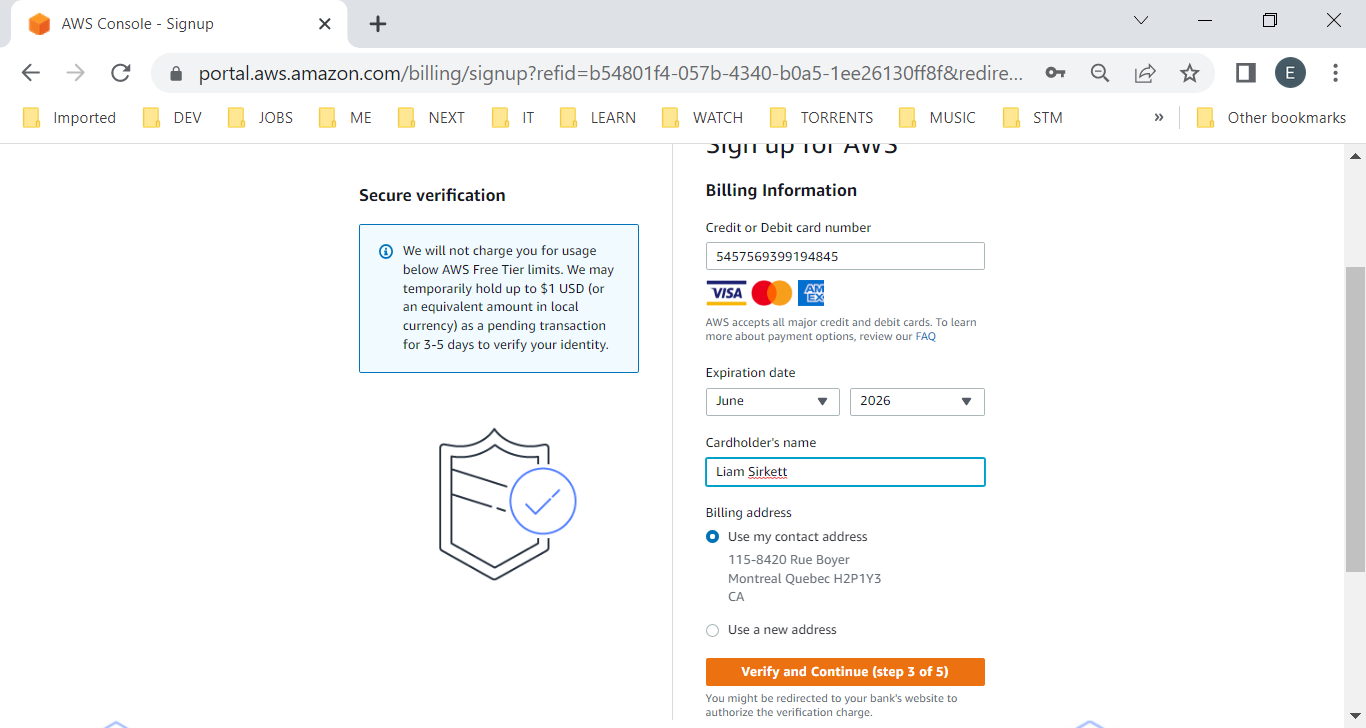 AWS Console - Signup
portal.aws.amazon.com/billing/signup?refid=b54801f4-057b-4340-b0a5-1ee26130ff8f&redire...
E
Imported
DEV
JOBS
ME
NEXT
IT
LEARN
WATCH
TORRENTS
MUSIC
STM
»
Other bookmarks
Secure verification
We will not charge you for usage
below AWS Free Tier limits. We may
temporarily hold up to $1 USD (or
an equivalent amount in local
currency) as a pending transaction
for 3-5 days to verify your identity.
Sign up for AWS
Billing Information
Credit or Debit card number
5457569399194845
VISA
AM
EX
AWS accepts all major credit and debit cards. To learn
more about payment options, review our FAQ
Expiration date
June
2026
Cardholder's name
Liam Sirkett
Billing address
Use my contact address
115-8420 Rue Boyer
Montreal Quebec H2P1Y3
CA
Use a new address
Verify and Continue (step 3 of 5)
You might be redirected to your bank's website to
authorize the verification charge.